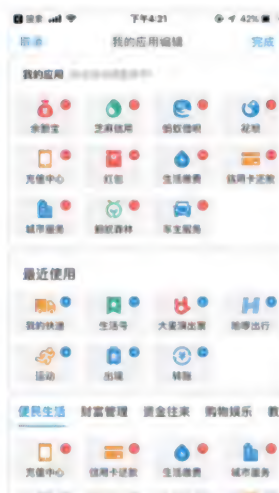 搜索 下午4:21 42%
我的应用编辑 完成
我的应用
余额宝 芝麻信用 蚂蚁借呗 花呗
充值中心 红包 生活缴费 信用卡还款
城市服务 蚂蚁森林 车主服务
最近使用
我的快递 生活号 大麦演出票 哈啰出行
运动 出境 转账
便民生活 财富管理 资金往来 购物娱乐 教
充值中心 信用卡还款 生活缴费 城市服务